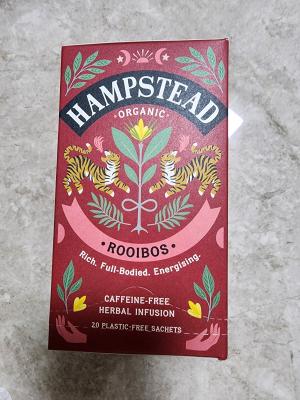 HAMPSTEAD
·ORGANIC·
·ROOIBOS·
Rich. Full-Bodied. Energising.
CAFFEINE-FREE
HERBAL INFUSION
20 PLASTIC-FREE SACHETS